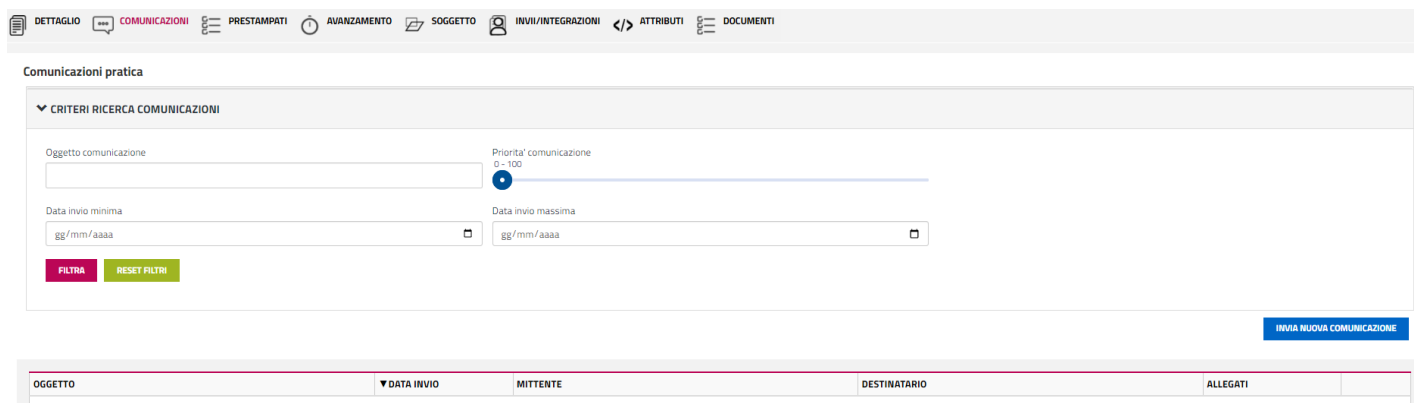 DETTAGLIO COMUNICAZIONI PRESTAMPATI AVANZAMENTO SOGGETTO INVII/INTEGRAZIONI </> ATTRIBUTI DOCUMENTI
Comunicazioni pratica
CRITERI RICERCA COMUNICAZIONI
Oggetto comunicazione Priorita' comunicazione
0 - 100
Data invio minima Data invio massima
gg/mm/aaaa gg/mm/aaaa
FILTRA RESET FILTRI
INVIA NUOVA COMUNICAZIONE
OGGETTO ▼DATA INVIO MITTENTE DESTINATARIO ALLEGATI